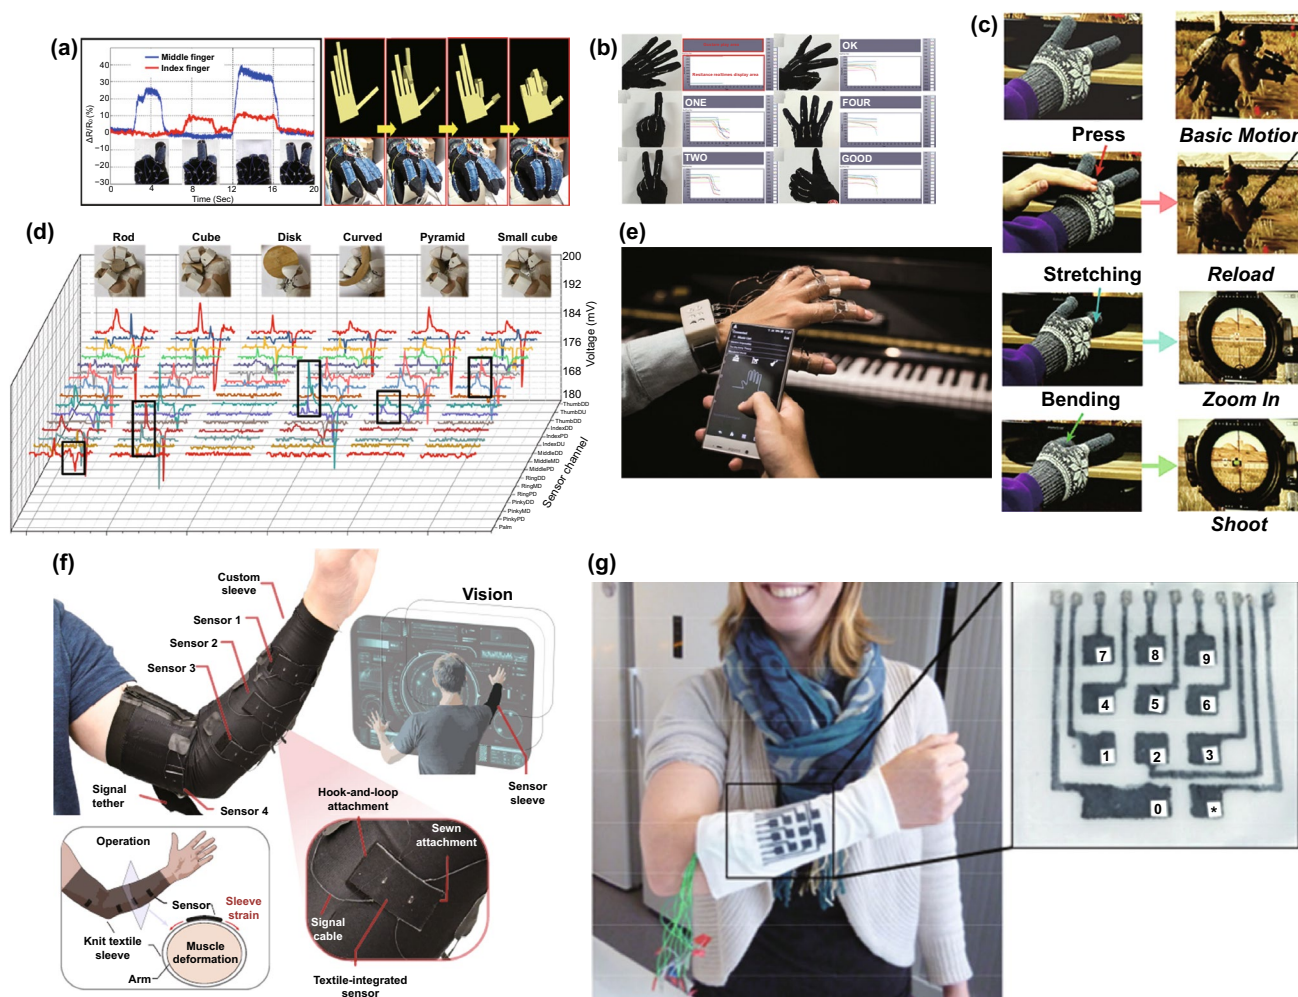 (a)
Middle finger
Index finger
ΔR/R₀ (%)
40
30
20
10
0
−10
−20
−30
0
4
8
12
16
20
Time (Sec)
(b)
Resistance realtimes display area
OK
ONE
FOUR
TWO
GOOD
(c)
Press
Basic Motion
Stretching
Reload
Bending
Zoom In
Shoot
(d)
Rod
Cube
Disk
Curved
Pyramid
Small cube
200
192
184
176
168
180
Voltage (mV)
ThumbDD
ThumbDU
ThumbDD
IndexDD
IndexPD
IndexDU
MiddleDD
MiddleMD
MiddlePD
RingDD
RingMD
RingPD
PinkyDD
PinkyMD
PinkyPD
Palm
Sensor channel
(e)
(f)
Custom
sleeve
Sensor 1
Sensor 2
Sensor 3
Signal
tether
Sensor 4
Vision
Sensor
sleeve
Hook-and-loop
attachment
Sewn
attachment
Signal
cable
Textile-integrated
sensor
Operation
Sensor
Sleeve
strain
Knit textile
sleeve
Muscle
deformation
Arm
(g)
7
8
9
4
5
6
1
2
3
0
*